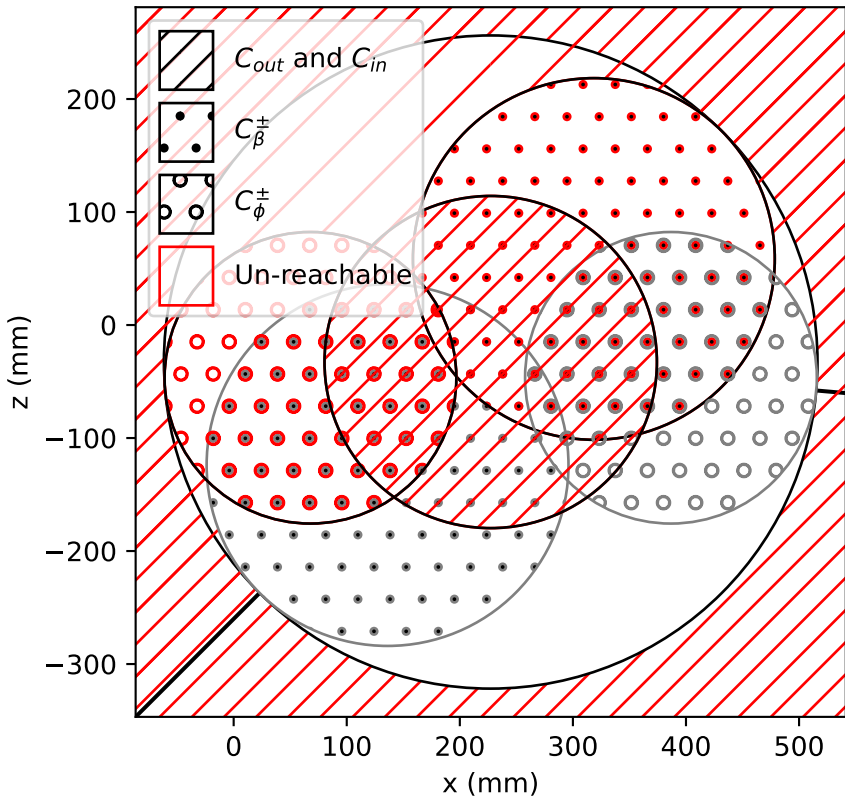 C_out and C_in
C_β^±
C_ϕ^±
Un-reachable
z (mm)
200
100
0
−100
−200
−300
0 100 200 300 400 500
x (mm)